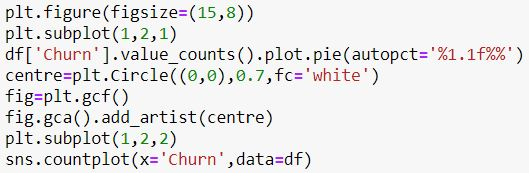 plt.figure(figsize=(15,8))
plt.subplot(1,2,1)
df['Churn'].value_counts().plot.pie(autopct='%1.1f%%')
centre=plt.Circle((0,0),0.7,fc='white')
fig=plt.gcf()
fig.gca().add_artist(centre)
plt.subplot(1,2,2)
sns.countplot(x='Churn',data=df)